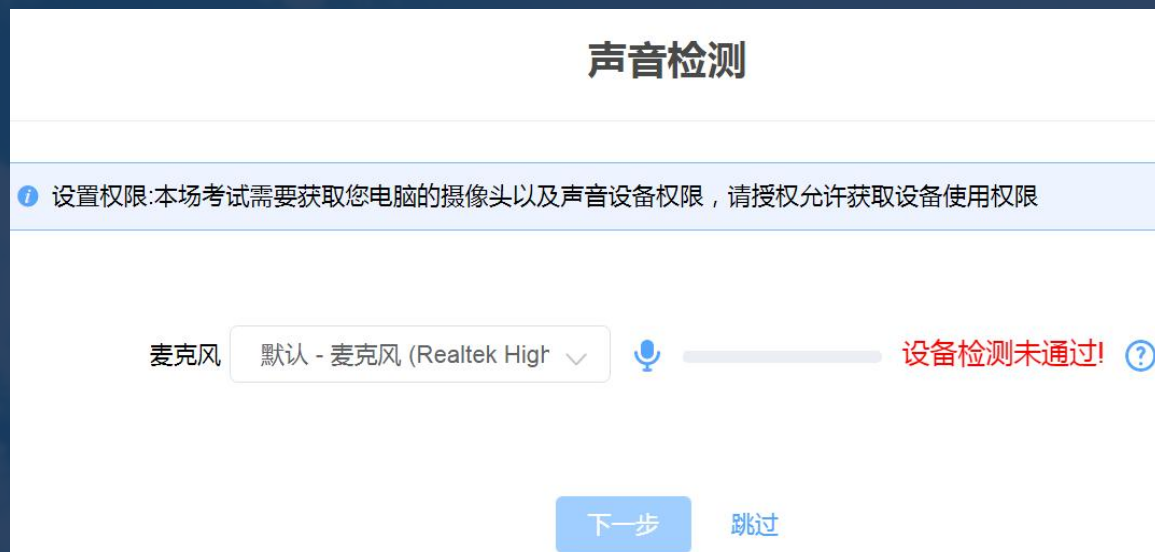 声音检测
设置权限:本场考试需要获取您电脑的摄像头以及声音设备权限，请授权允许获取设备使用权限
麦克风 默认 - 麦克风 (Realtek High 设备检测未通过!
下一步 跳过